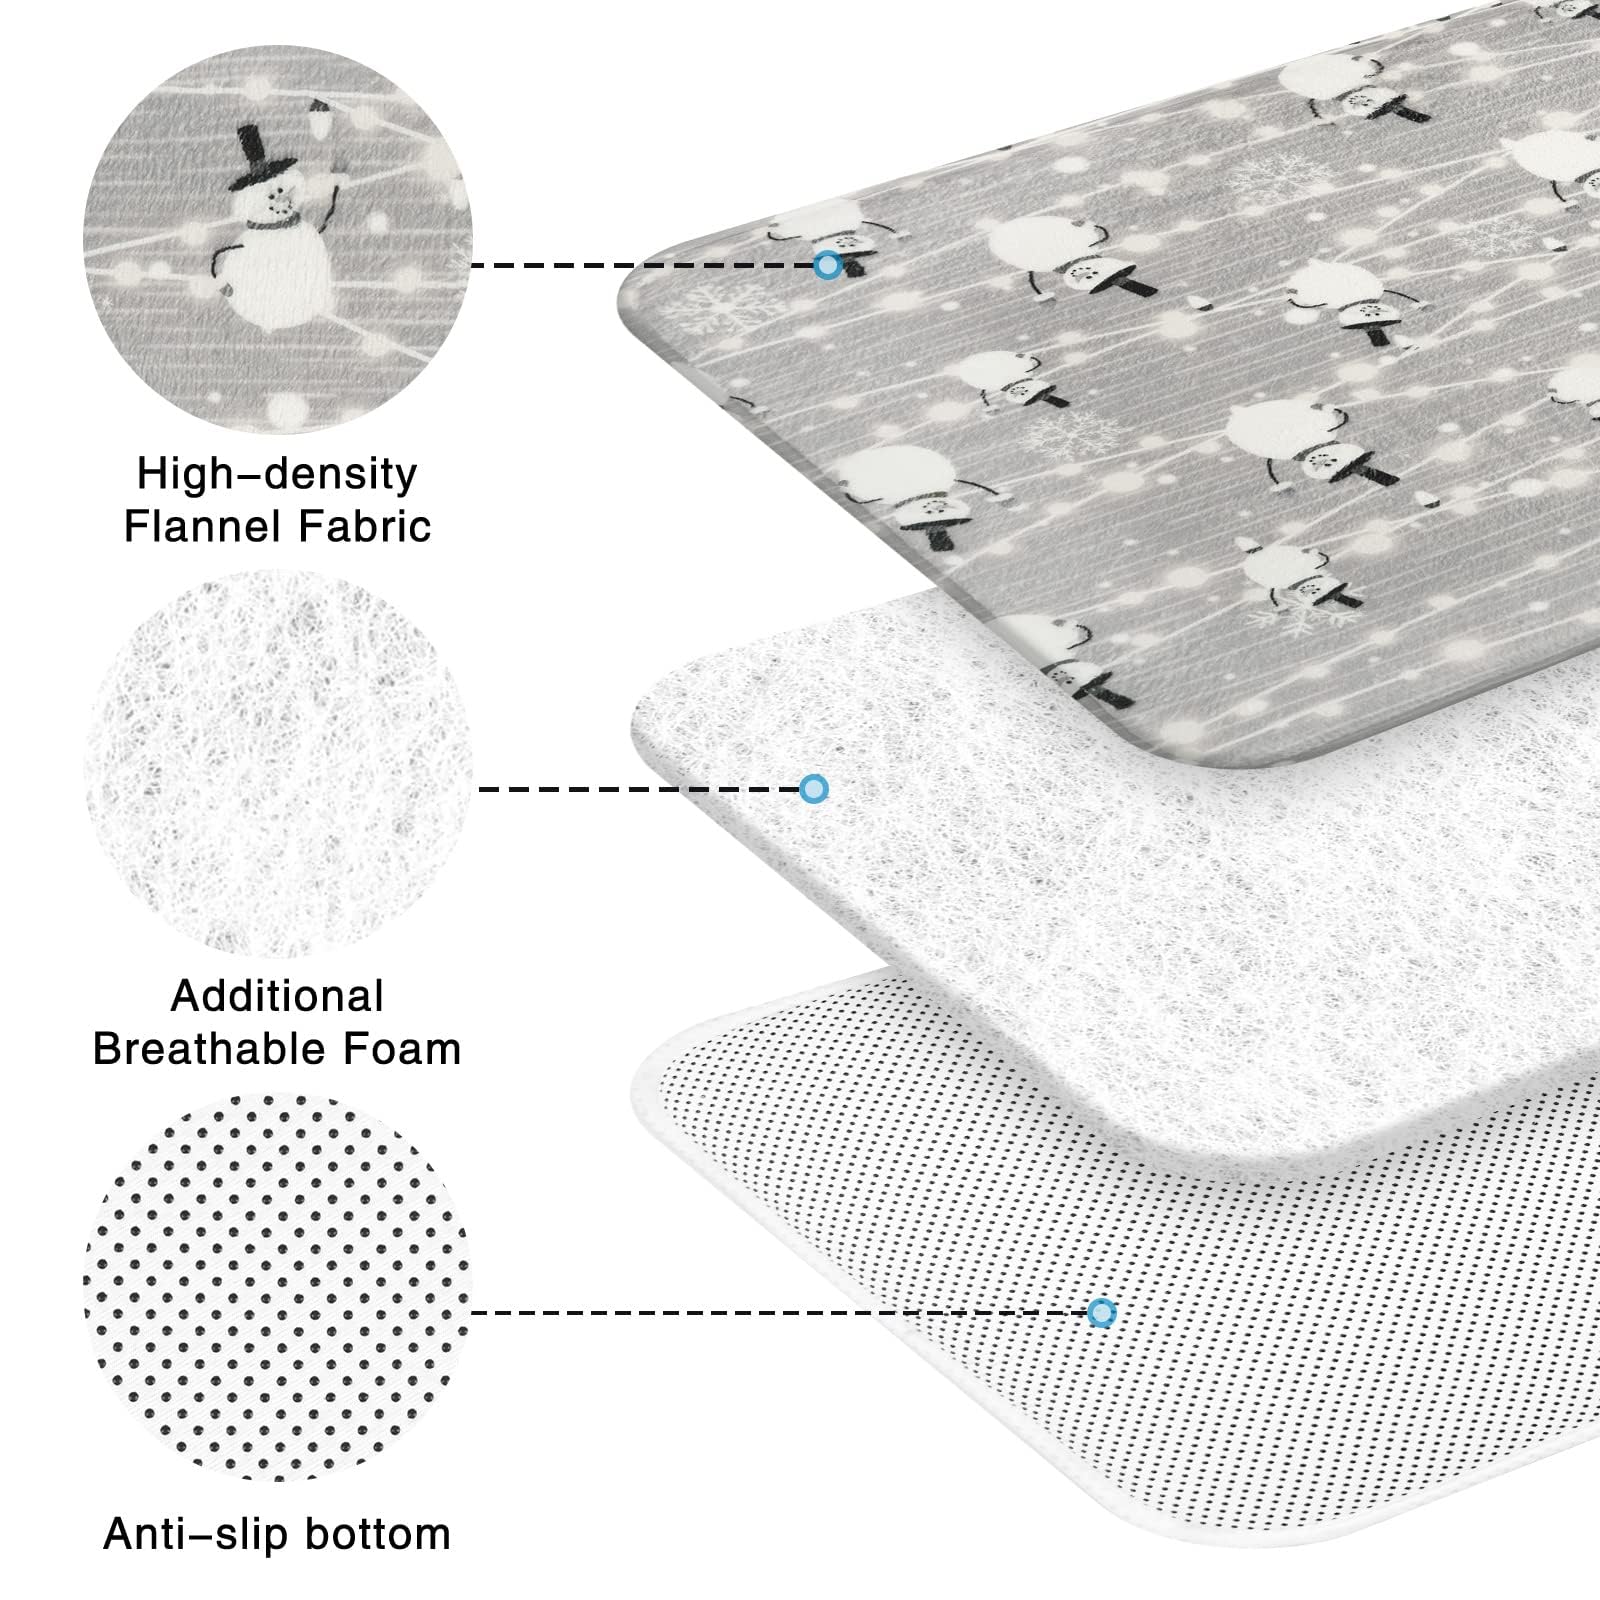 High-density
Flannel Fabric
Additional
Breathable Foam
Anti-slip bottom